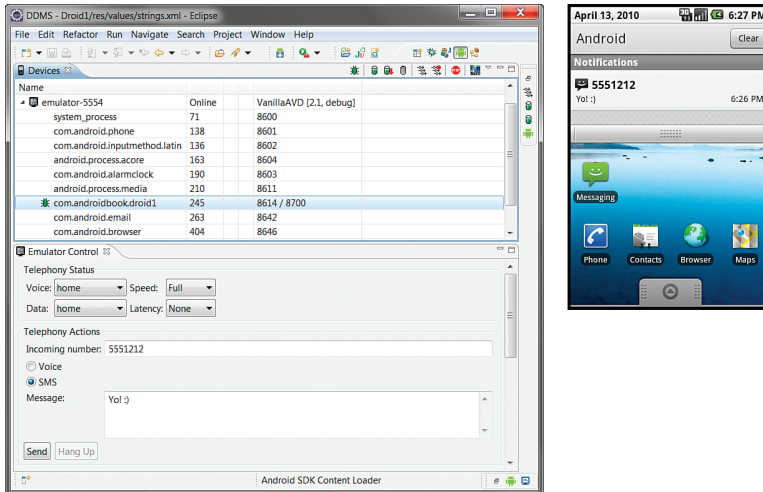 DDMS - Droid1/res/values/strings.xml - Eclipse
File Edit Refactor Run Navigate Search Project Window Help
Devices
Name
emulator-5554 Online VanillaAVD [2.1, debug]
system_process 71 8600
com.android.phone 138 8601
com.android.inputmethod.latin 136 8602
android.process.acore 163 8604
com.android.alarmclock 190 8603
android.process.media 210 8611
com.androidbook.droid1 245 8614 / 8700
com.android.email 263 8642
com.android.browser 404 8646
Emulator Control
Telephony Status
Voice: home Speed: Full
Data: home Latency: None
Telephony Actions
Incoming number: 5551212
Voice
SMS
Message: Yo! :)
Send Hang Up
Android SDK Content Loader
April 13, 2010 3G 6:27 PM
Android Clear
Notifications
5551212
Yo! :) 6:26 PM
Messaging
Phone Contacts Browser Maps